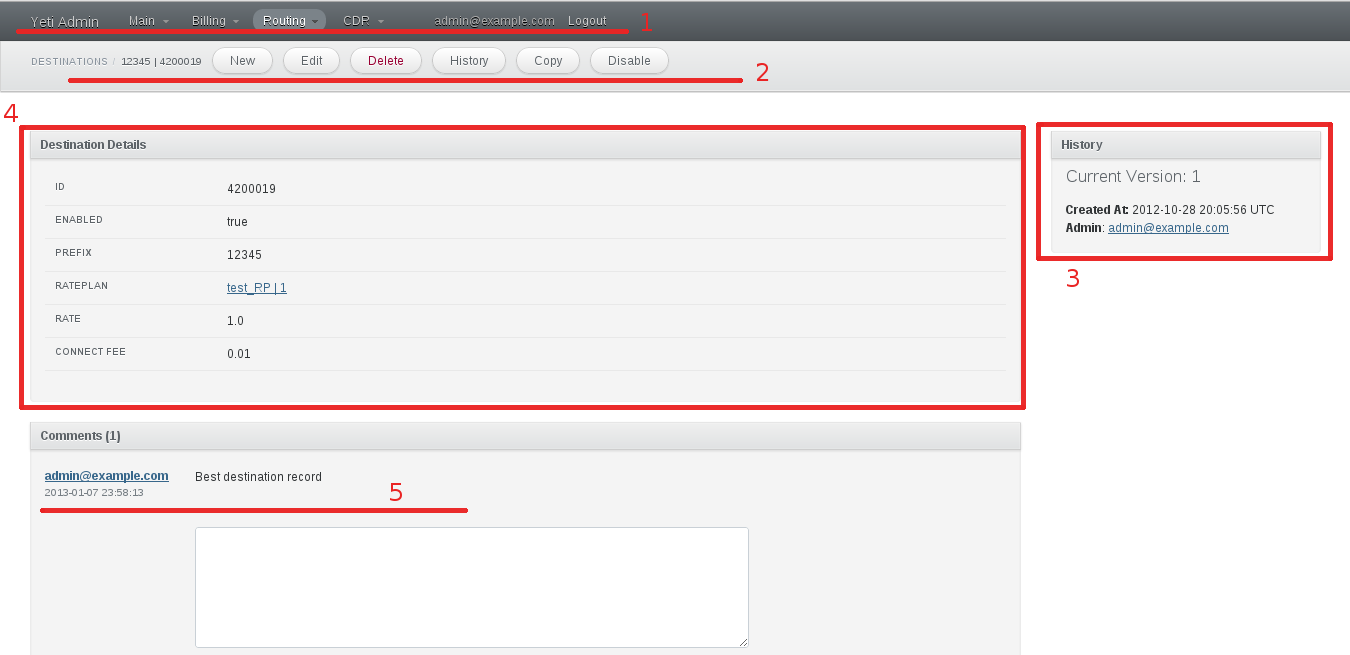 Yeti Admin Main Billing Routing CDR admin@example.com Logout 1
DESTINATIONS / 12345 | 4200019 New Edit Delete History Copy Disable
2
4
Destination Details
ID 4200019
ENABLED true
PREFIX 12345
RATEPLAN test_RP | 1
RATE 1.0
CONNECT FEE 0.01
History
Current Version: 1
Created At: 2012-10-28 20:05:56 UTC
Admin: admin@example.com
3
Comments (1)
admin@example.com Best destination record
2013-01-07 23:58:13
5